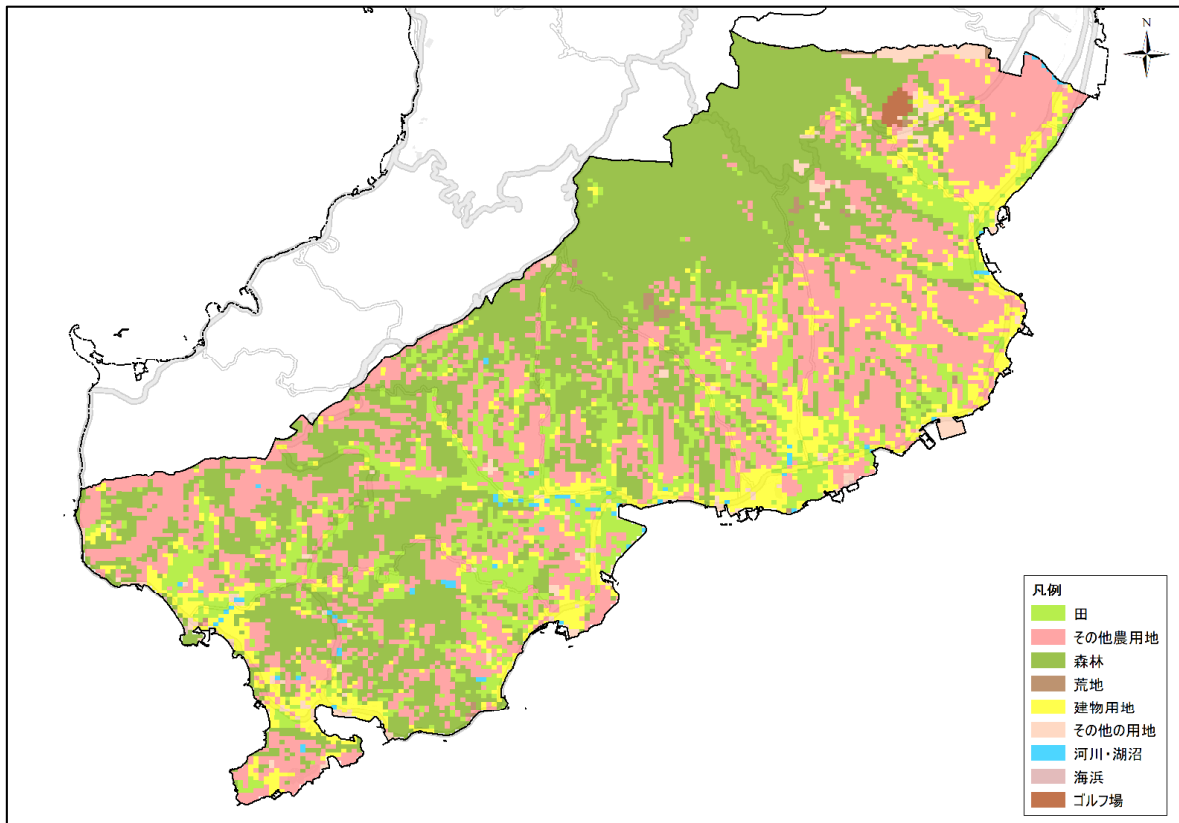 N
凡例
田
その他農用地
森林
荒地
建物用地
その他の用地
河川・湖沼
海浜
ゴルフ場